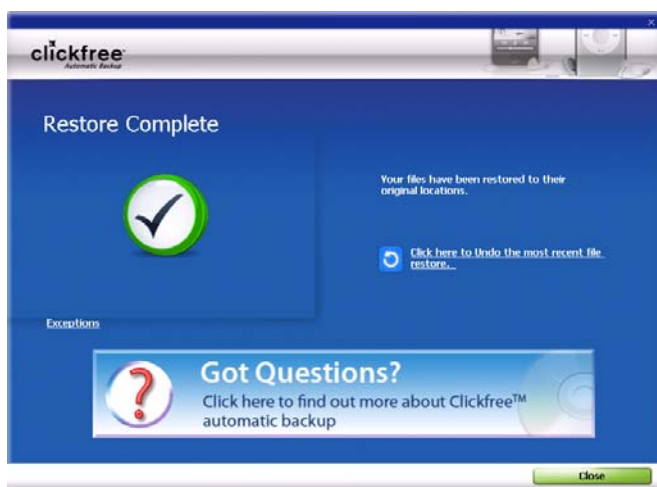 clickfree
Automatic Backup
Restore Complete
Your files have been restored to their
original locations.
Click here to Undo the most recent file
restore.
Exceptions
Got Questions?
Click here to find out more about Clickfree™
automatic backup
Close